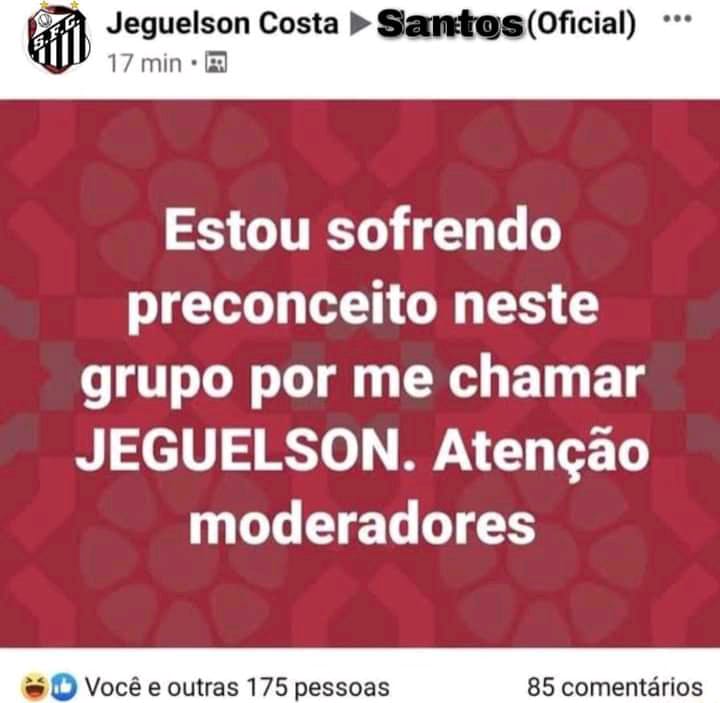 Jeguelson Costa ▶ Santos (Oficial) ...
17 min •
S.F.C.
Estou sofrendo
preconceito neste
grupo por me chamar
JEGUELSON. Atenção
moderadores
Você e outras 175 pessoas 85 comentários